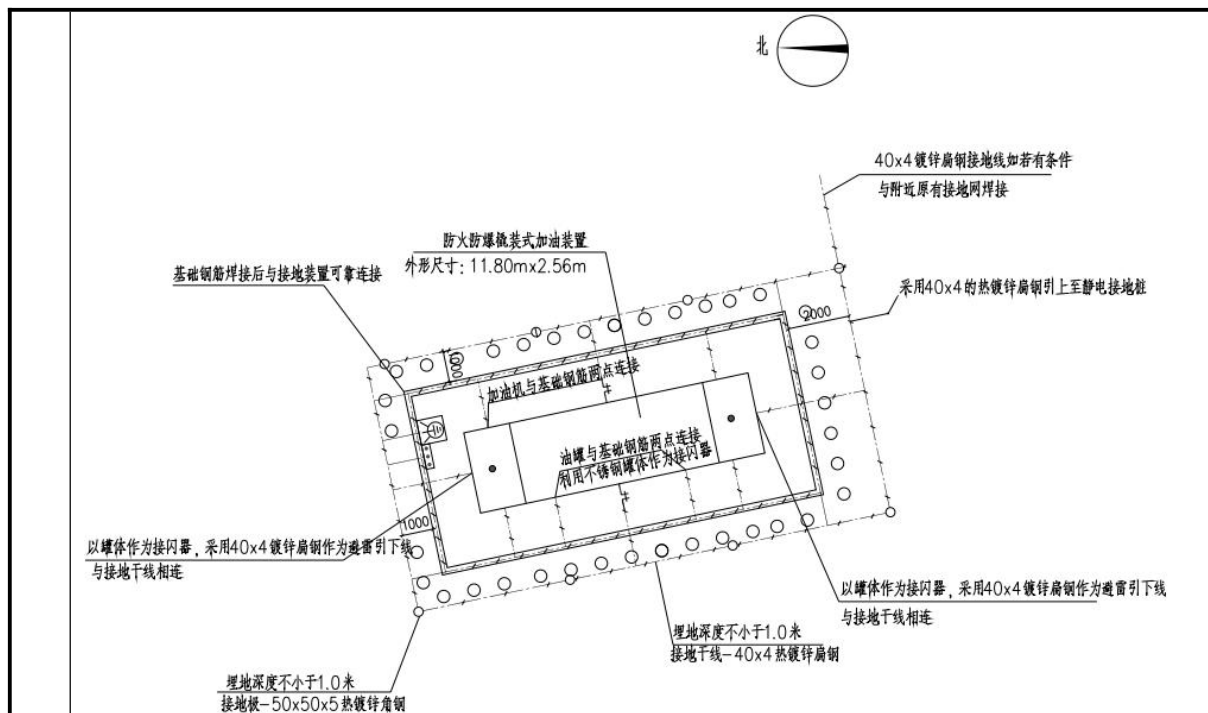 北
40x4镀锌扁钢接地线如若有条件
与附近原有接地网焊接
防火防爆橇装式加油装置
外形尺寸：11.80mx2.56m
基础钢筋焊接后与接地装置可靠连接
采用40x4的热镀锌扁钢引上至静电接地桩
2000
1000
加油机与基础钢筋两点连接
油罐与基础钢筋两点连接
利用不锈钢罐体作为接闪器
1000
以罐体作为接闪器，采用40x4镀锌扁钢作为避雷引下线
与接地干线相连
以罐体作为接闪器，采用40x4镀锌扁钢作为避雷引下线
与接地干线相连
埋地深度不小于1.0米
接地干线-40x4热镀锌扁钢
埋地深度不小于1.0米
接地极-50x50x5热镀锌角钢